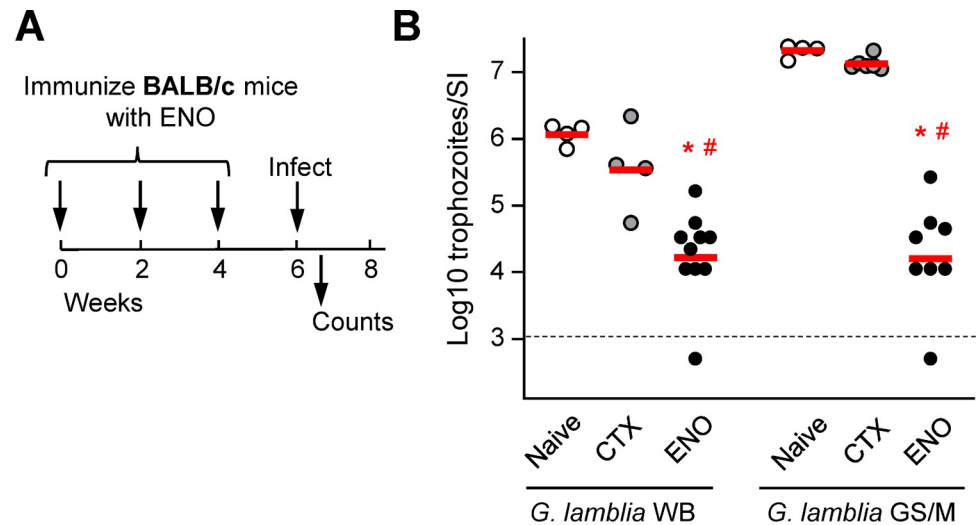 A
Immunize BALB/c mice
with ENO
Infect
0 2 4 6 8
Weeks
Counts
B
Log10 trophozoites/SI
7
6
5
4
3
* #
* #
Naive CTX ENO Naive CTX ENO
G. lamblia WB G. lamblia GS/M